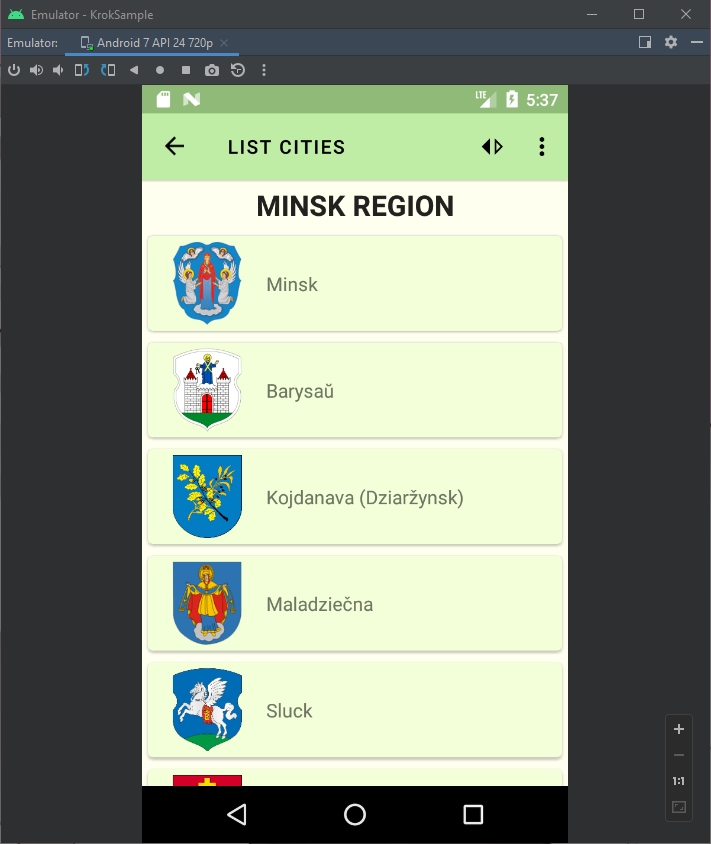 Emulator - KrokSample
Emulator: Android 7 API 24 720p
LTE 5:37
LIST CITIES
MINSK REGION
Minsk
Barysaŭ
Kojdanava (Dziaržynsk)
Maladziečna
Sluck
1:1